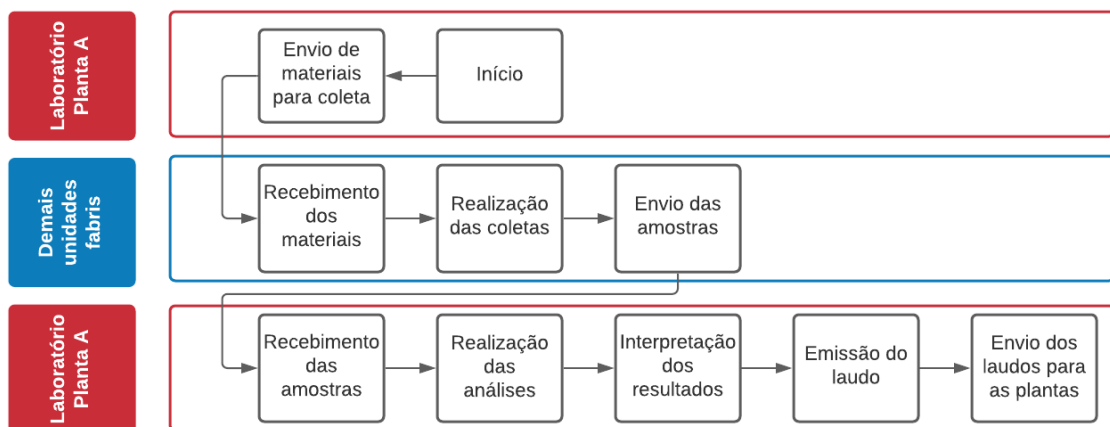 Laboratório
Planta A
Envio de
materiais
para coleta
Início
Demais
unidades
fabris
Recebimento
dos
materiais
Realização
das coletas
Envio das
amostras
Laboratório
Planta A
Recebimento
das
amostras
Realização
das
análises
Interpretação
dos
resultados
Emissão do
laudo
Envio dos
laudos para
as plantas